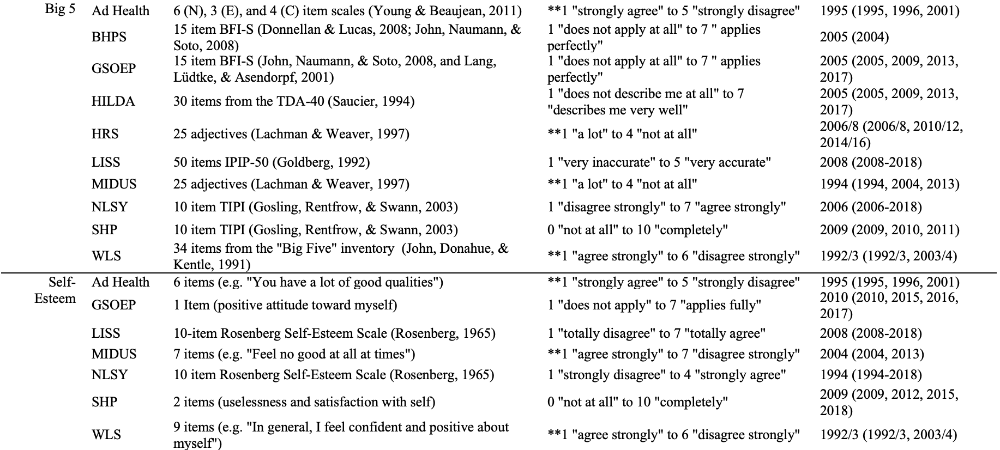 Big 5 Ad Health 6 (N), 3 (E), and 4 (C) item scales (Young & Beaujean, 2011) **1 "strongly agree" to 5 "strongly disagree" 1995 (1995, 1996, 2001)
BHPS 15 item BFI-S (Donnellan & Lucas, 2008; John, Naumann, & 1 "does not apply at all" to 7 " applies 2005 (2004)
Soto, 2008) perfectly"
GSOEP 15 item BFI-S (John, Naumann, & Soto, 2008, and Lang, 1 "does not apply at all" to 7 " applies 2005 (2005, 2009, 2013,
Lüdtke, & Asendorpf, 2001) perfectly" 2017)
HILDA 30 items from the TDA-40 (Saucier, 1994) 1 "does not describe me at all" to 7 2005 (2005, 2009, 2013,
"describes me very well" 2017)
HRS 25 adjectives (Lachman & Weaver, 1997) **1 "a lot" to 4 "not at all" 2006/8 (2006/8, 2010/12,
2014/16)
LISS 50 items IPIP-50 (Goldberg, 1992) 1 "very inaccurate" to 5 "very accurate" 2008 (2008-2018)
MIDUS 25 adjectives (Lachman & Weaver, 1997) **1 "a lot" to 4 "not at all" 1994 (1994, 2004, 2013)
NLSY 10 item TIPI (Gosling, Rentfrow, & Swann, 2003) 1 "disagree strongly" to 7 "agree strongly" 2006 (2006-2018)
SHP 10 item TIPI (Gosling, Rentfrow, & Swann, 2003) 0 "not at all" to 10 "completely" 2009 (2009, 2010, 2011)
WLS 34 items from the "Big Five" inventory (John, Donahue, & **1 "agree strongly" to 6 "disagree strongly" 1992/3 (1992/3, 2003/4)
Kentle, 1991)
Self- Ad Health 6 items (e.g. "You have a lot of good qualities") **1 "strongly agree" to 5 "strongly disagree" 1995 (1995, 1996, 2001)
Esteem GSOEP 1 Item (positive attitude toward myself) 1 "does not apply" to 7 "applies fully" 2010 (2010, 2015, 2016,
2017)
LISS 10-item Rosenberg Self-Esteem Scale (Rosenberg, 1965) 1 "totally disagree" to 7 "totally agree" 2008 (2008-2018)
MIDUS 7 items (e.g. "Feel no good at all at times") **1 "agree strongly" to 7 "disagree strongly" 2004 (2004, 2013)
NLSY 10 item Rosenberg Self-Esteem Scale (Rosenberg, 1965) 1 "strongly disagree" to 4 "strongly agree" 1994 (1994-2018)
SHP 2 items (uselessness and satisfaction with self) 0 "not at all" to 10 "completely" 2009 (2009, 2012, 2015,
2018)
WLS 9 items (e.g. "In general, I feel confident and positive about **1 "agree strongly" to 6 "disagree strongly" 1992/3 (1992/3, 2003/4)
myself")